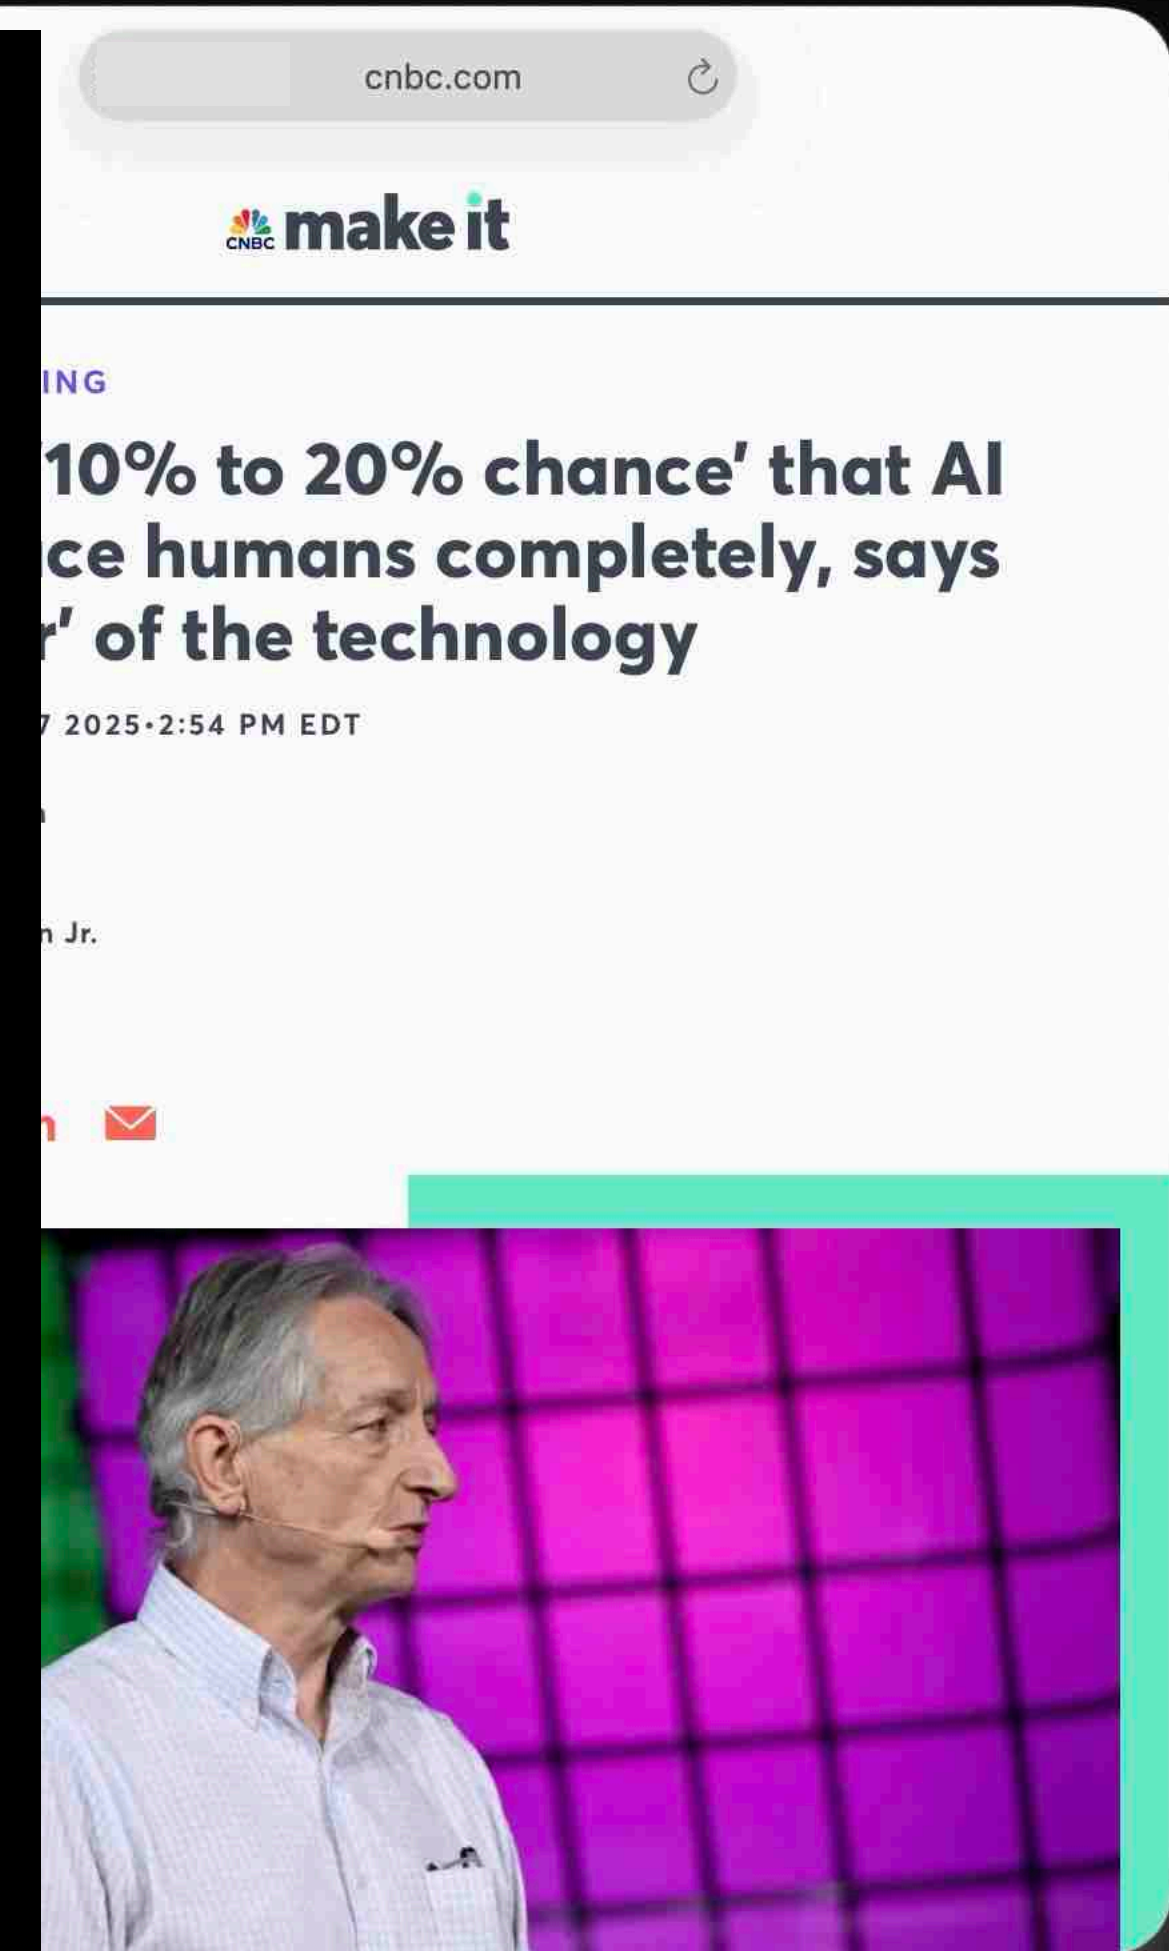 cnbc.com
CNBC make it
ING
'10% to 20% chance' that AI
ce humans completely, says
r' of the technology
7 2025•2:54 PM EDT
n Jr.